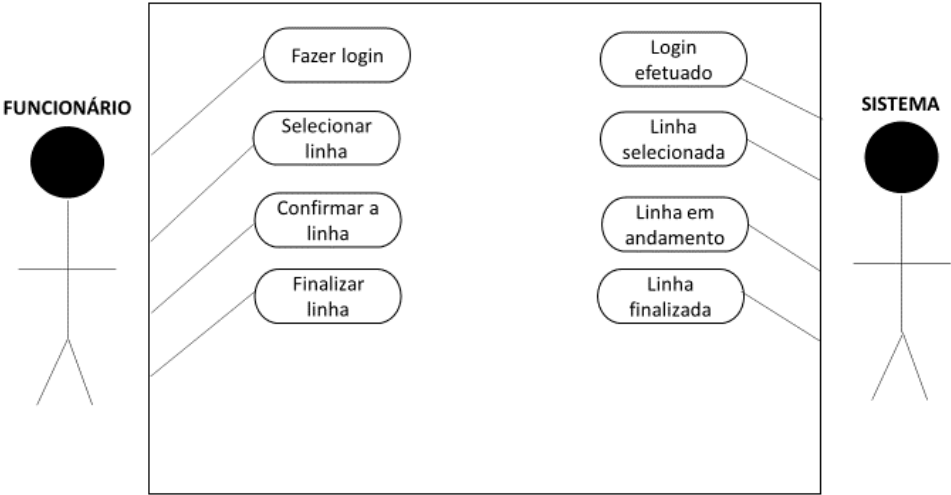 FUNCIONÁRIO
Fazer login
Selecionar
linha
Confirmar a
linha
Finalizar
linha
Login
efetuado
Linha
selecionada
Linha em
andamento
Linha
finalizada
SISTEMA